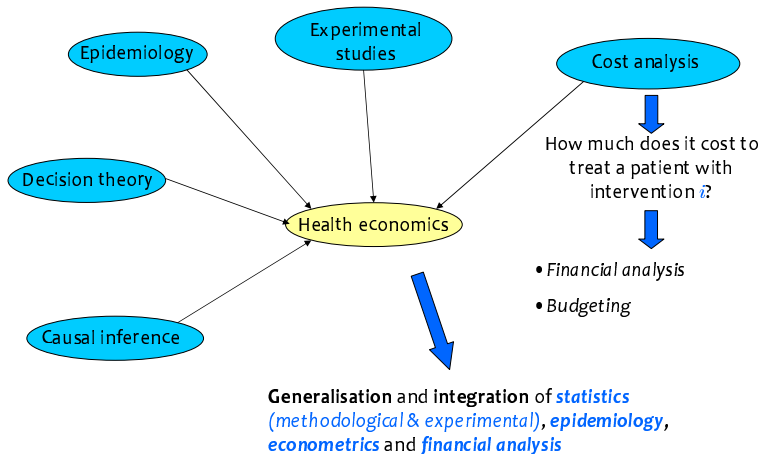 Experimental
studies
Epidemiology
Cost analysis
How much does it cost to
treat a patient with
intervention i?
Decision theory
Health economics
• Financial analysis
• Budgeting
Causal inference
Generalisation and integration of statistics
(methodological & experimental), epidemiology,
econometrics and financial analysis